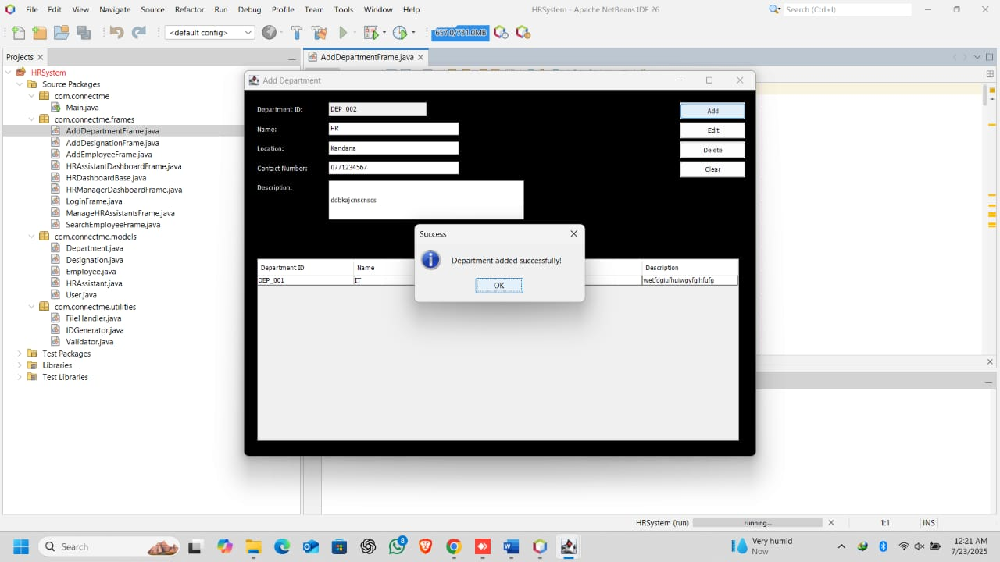 File Edit View Navigate Source Refactor Run Debug Profile Team Tools Window Help
HRSystem - Apache NetBeans IDE 26
Search (Ctrl+I)
<default config>
657.0/731.0MB
Projects
AddDepartmentFrame.java
HRSystem
Source Packages
com.connectme
Main.java
com.connectme.frames
AddDepartmentFrame.java
AddDesignationFrame.java
AddEmployeeFrame.java
HRAssistantDashboardFrame.java
HRDashboardBase.java
HRManagerDashboardFrame.java
LoginFrame.java
ManageHRAssistantsFrame.java
SearchEmployeeFrame.java
com.connectme.models
Department.java
Designation.java
Employee.java
HRAssistant.java
User.java
com.connectme.utilities
FileHandler.java
IDGenerator.java
Validator.java
Test Packages
Libraries
Test Libraries
Add Department
Department ID: DEP_002
Name: HR
Location: Kandana
Contact Number: 0771234567
Description: ddbkajcnscnscs
Add
Edit
Delete
Clear
Success
Department added successfully!
OK
Department ID Name Description
DEP_001 IT wetfdgiufhuiwgyfgihfufg
HRSystem (run) running... 1:1 INS
Search
8
Very humid
Now
12:21 AM
7/23/2025